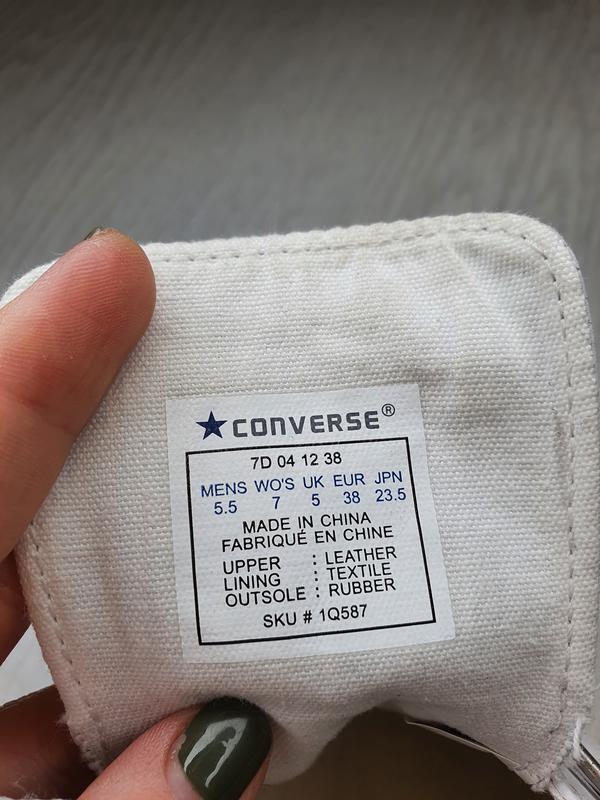 ★CONVERSE®
7D 04 12 38
MENS WO'S UK EUR JPN
5.5 7 5 38 23.5
MADE IN CHINA
FABRIQUÉ EN CHINE
UPPER : LEATHER
LINING : TEXTILE
OUTSOLE : RUBBER
SKU # 1Q587